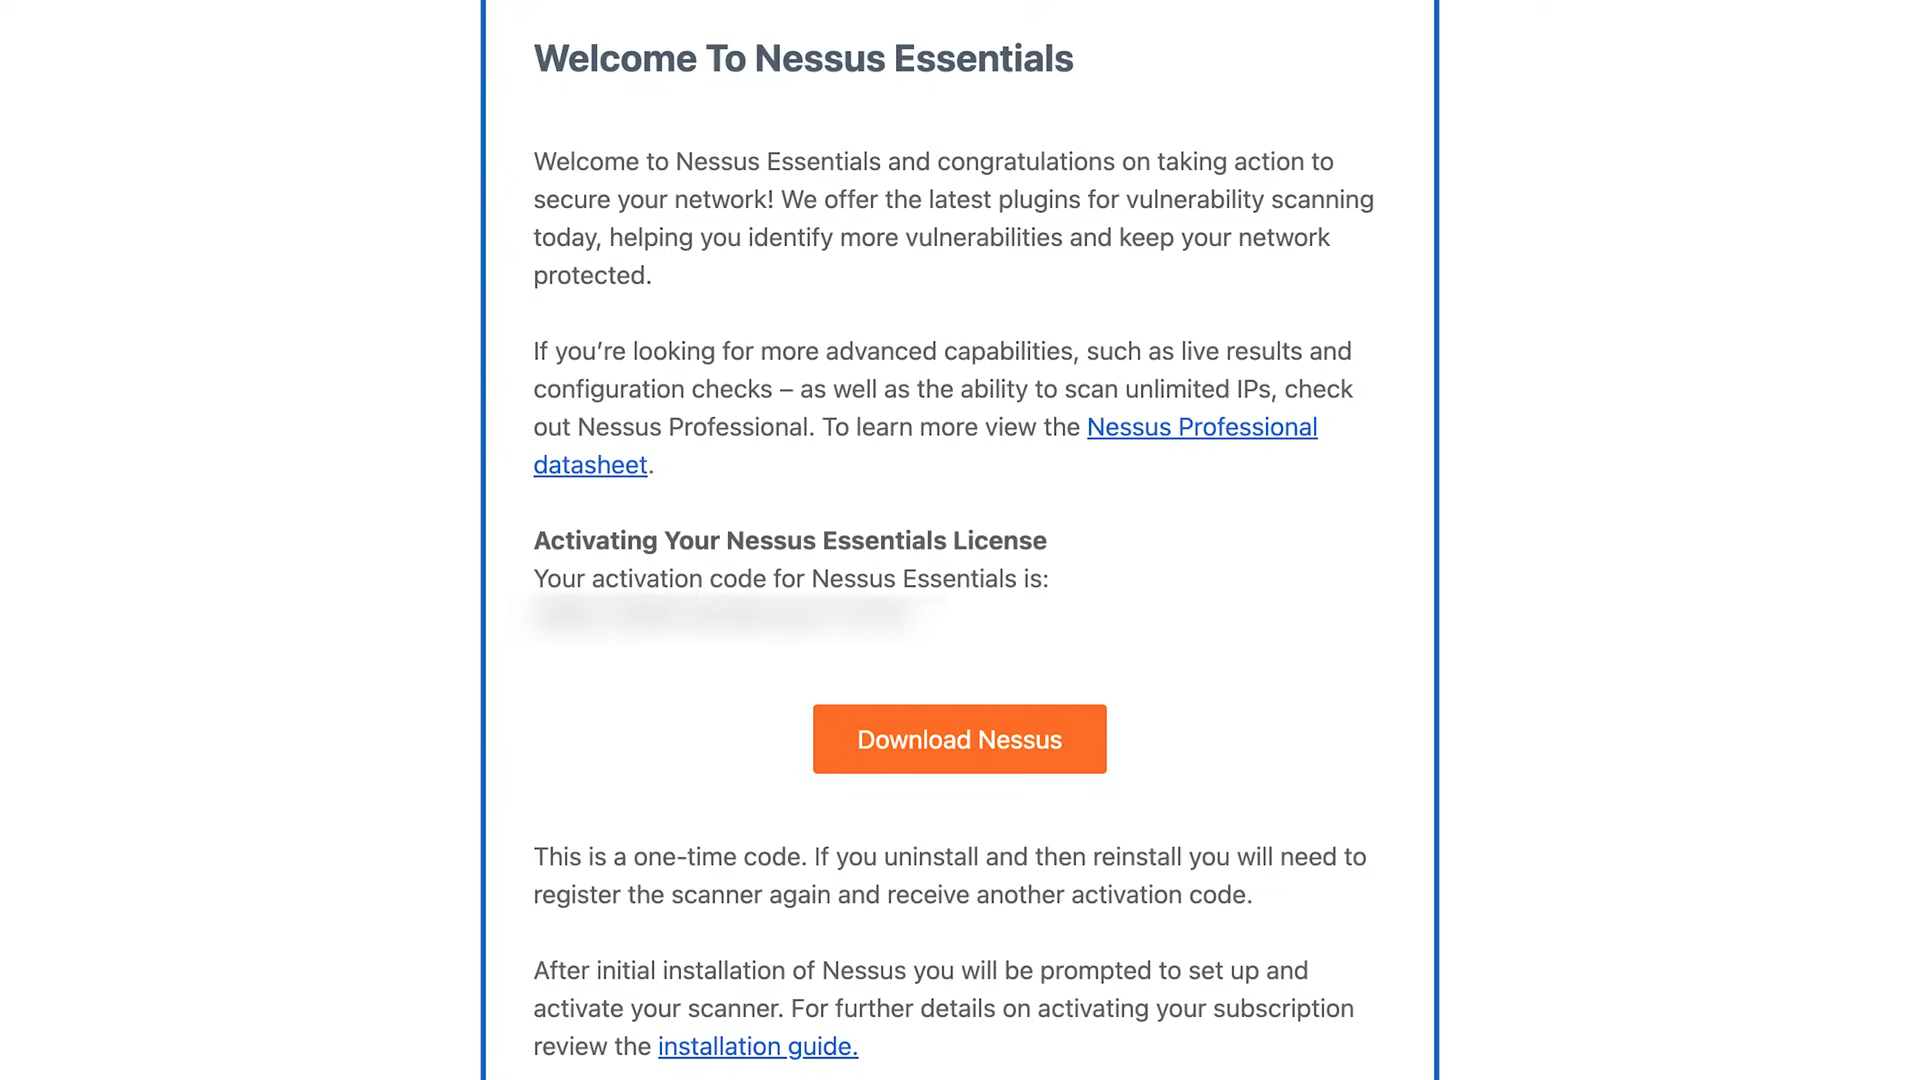 Welcome To Nessus Essentials
Welcome to Nessus Essentials and congratulations on taking action to
secure your network! We offer the latest plugins for vulnerability scanning
today, helping you identify more vulnerabilities and keep your network
protected.
If you’re looking for more advanced capabilities, such as live results and
configuration checks – as well as the ability to scan unlimited IPs, check
out Nessus Professional. To learn more view the Nessus Professional
datasheet.
Activating Your Nessus Essentials License
Your activation code for Nessus Essentials is:
Download Nessus
This is a one-time code. If you uninstall and then reinstall you will need to
register the scanner again and receive another activation code.
After initial installation of Nessus you will be prompted to set up and
activate your scanner. For further details on activating your subscription
review the installation guide.